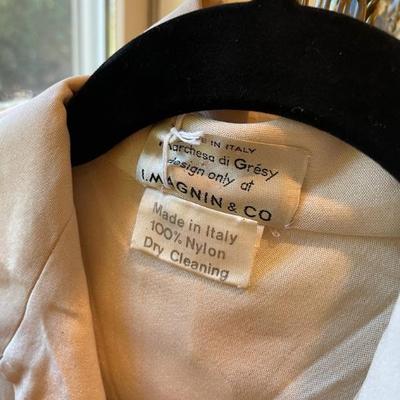 IN ITALY
Marchesa di Grésy
design only at
I. MAGNIN & CO
Made in Italy
100% Nylon
Dry Cleaning